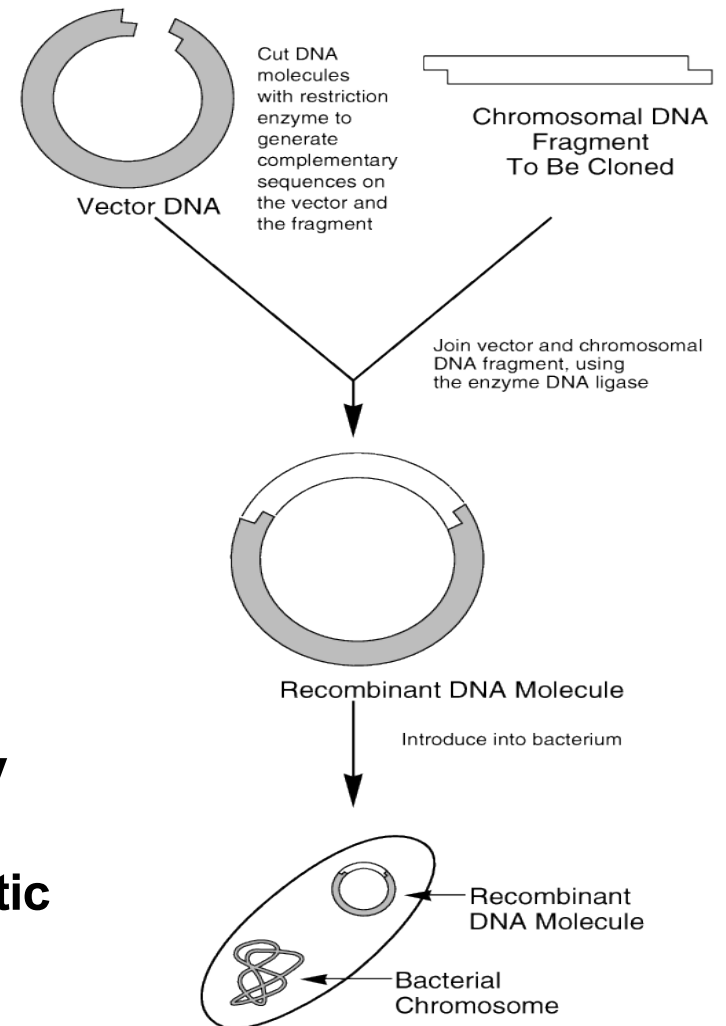 Cut DNA
molecules
with restriction
enzyme to
generate
complementary
sequences on
the vector and
the fragment
Chromosomal DNA
Fragment
To Be Cloned
Vector DNA
Join vector and chromosomal
DNA fragment, using
the enzyme DNA ligase
Recombinant DNA Molecule
Introduce into bacterium
Recombinant
DNA Molecule
Bacterial
Chromosome